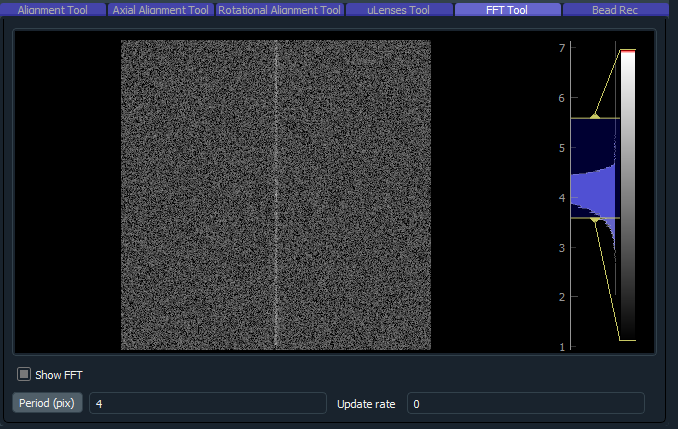 Alignment Tool Axial Alignment Tool Rotational Alignment Tool uLenses Tool FFT Tool Bead Rec
7
6
5
4
3
2
1
Show FFT
Period (pix) 4 Update rate 0